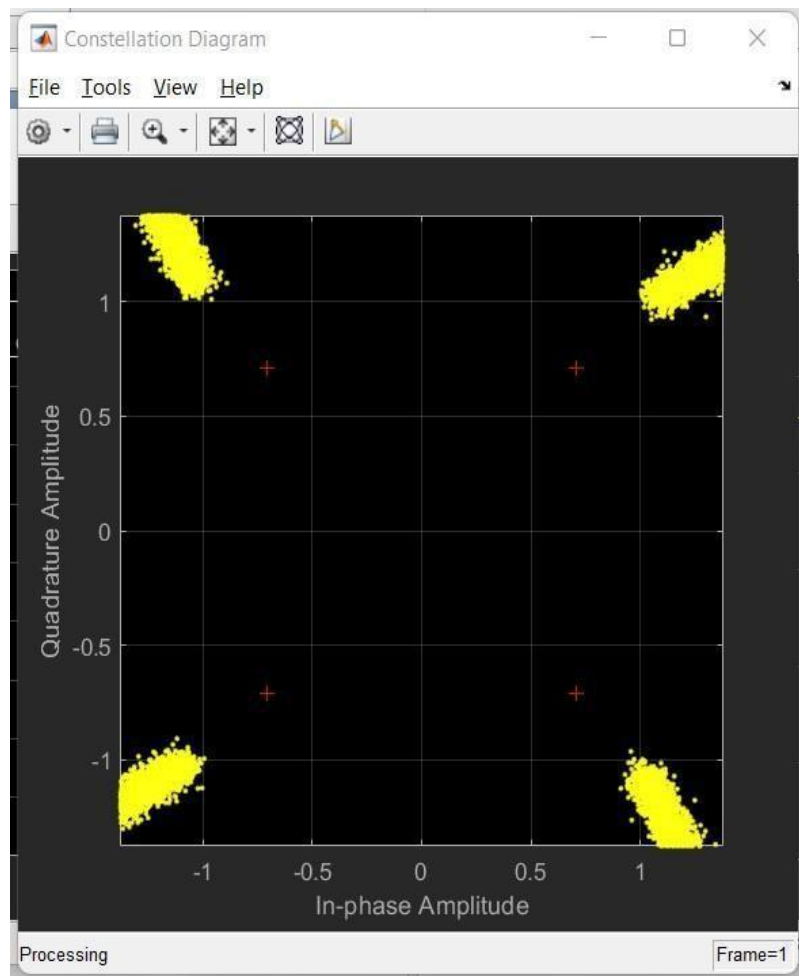 Constellation Diagram
File Tools View Help
1
0.5
0
-0.5
-1
Quadrature Amplitude
-1 -0.5 0 0.5 1
In-phase Amplitude
Processing Frame=1